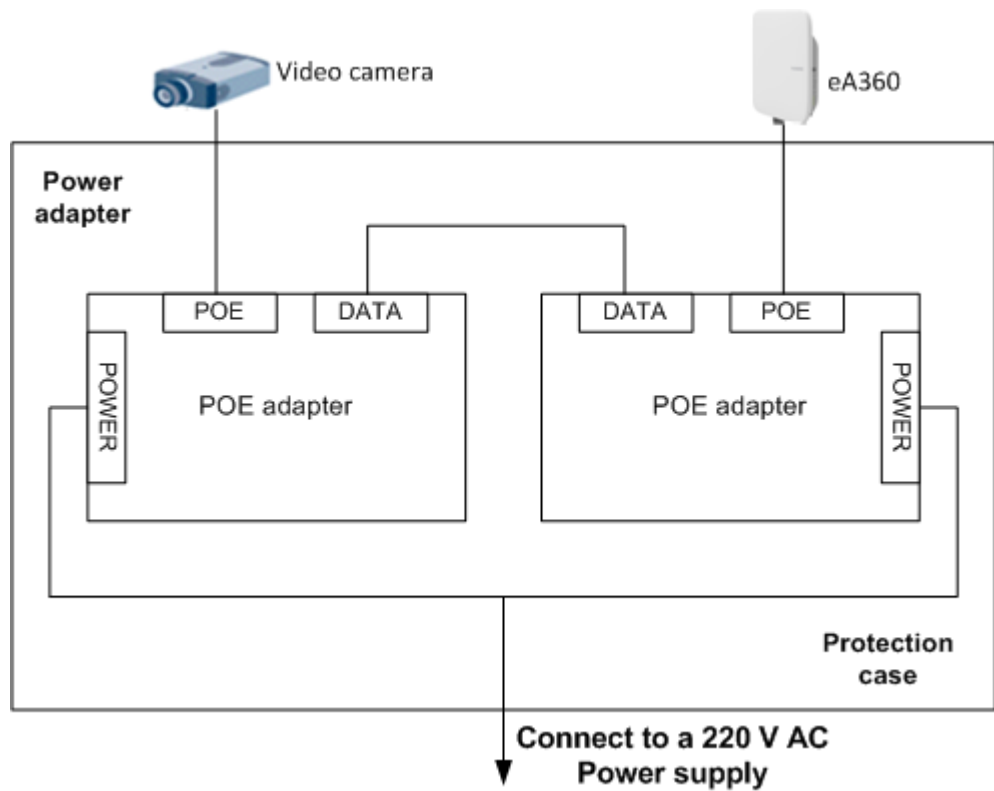 Video camera
eA360
Power
adapter
POE
DATA
DATA
POE
POWER
POE adapter
POE adapter
POWER
Protection
case
Connect to a 220 V AC
Power supply